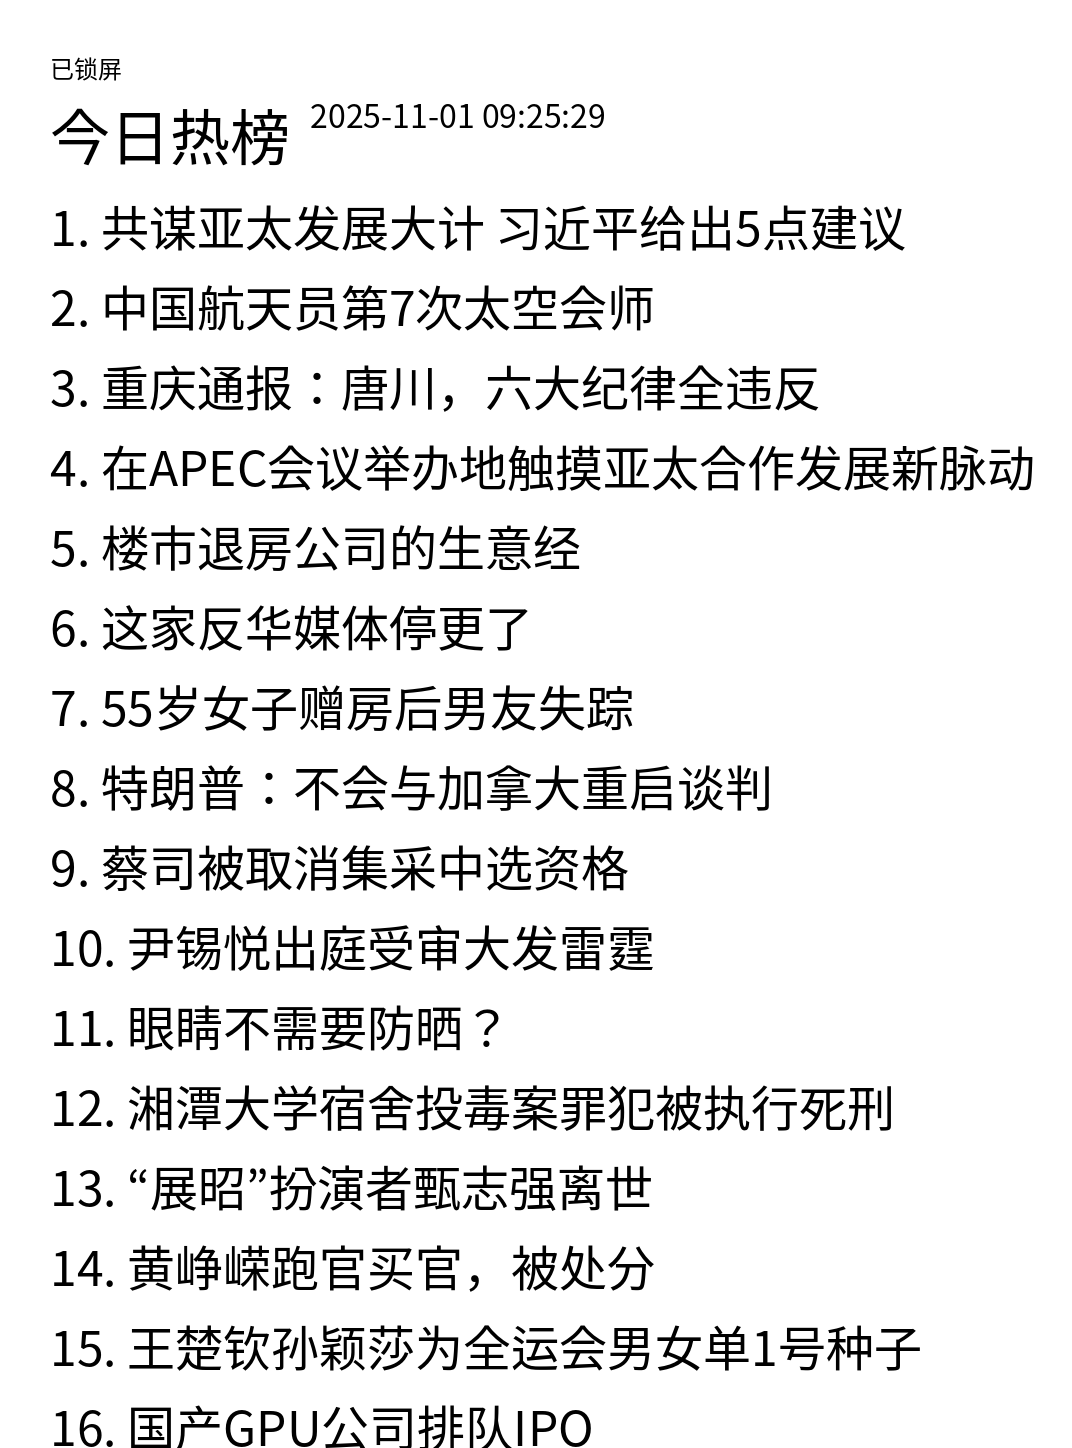 已锁屏
今日热榜 2025-11-01 09:25:29
1. 共谋亚太发展大计 习近平给出5点建议
2. 中国航天员第7次太空会师
3. 重庆通报：唐川，六大纪律全违反
4. 在APEC会议举办地触摸亚太合作发展新脉动
5. 楼市退房公司的生意经
6. 这家反华媒体停更了
7. 55岁女子赠房后男友失踪
8. 特朗普：不会与加拿大重启谈判
9. 蔡司被取消集采中选资格
10. 尹锡悦出庭受审大发雷霆
11. 眼睛不需要防晒？
12. 湘潭大学宿舍投毒案罪犯被执行死刑
13. “展昭”扮演者甄志强离世
14. 黄峥嵘跑官买官，被处分
15. 王楚钦孙颖莎为全运会男女单1号种子
16. 国产GPU公司排队IPO